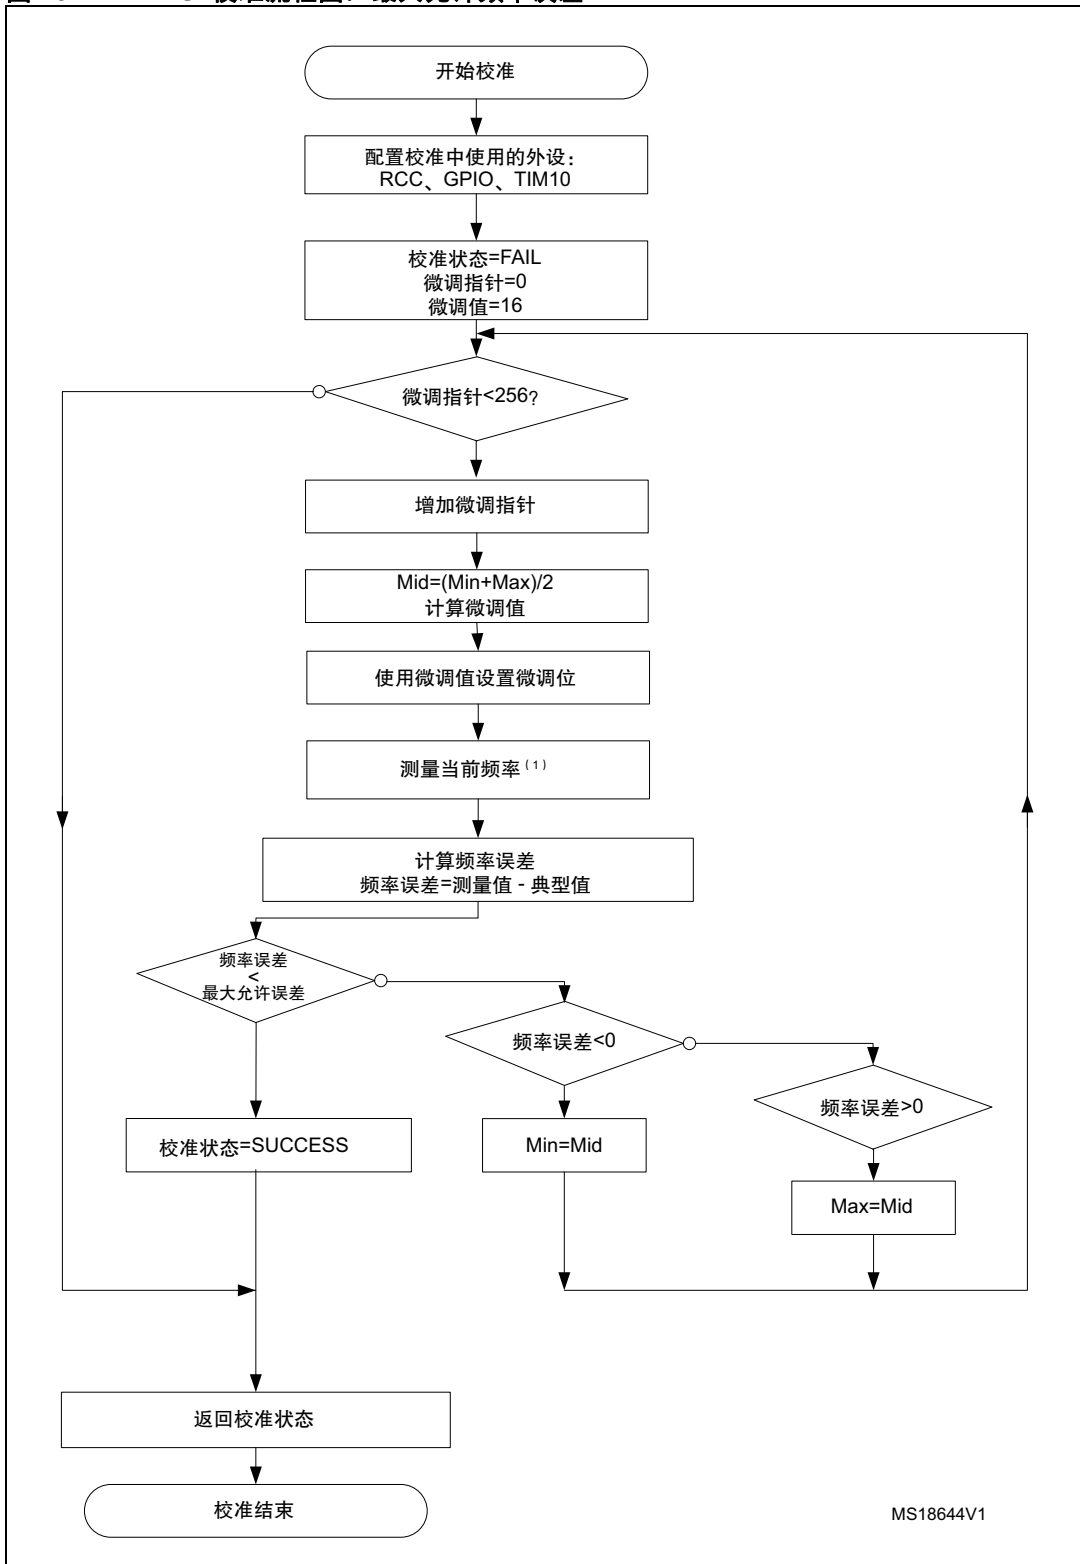 开始校准
配置校准中使用的外设：
RCC、GPIO、TIM10
校准状态=FAIL
微调指针=0
微调值=16
微调指针<256?
增加微调指针
Mid=(Min+Max)/2
计算微调值
使用微调值设置微调位
测量当前频率(1)
计算频率误差
频率误差=测量值 - 典型值
频率误差
<
最大允许误差
频率误差<0
频率误差>0
校准状态=SUCCESS
Min=Mid
Max=Mid
返回校准状态
校准结束
MS18644V1